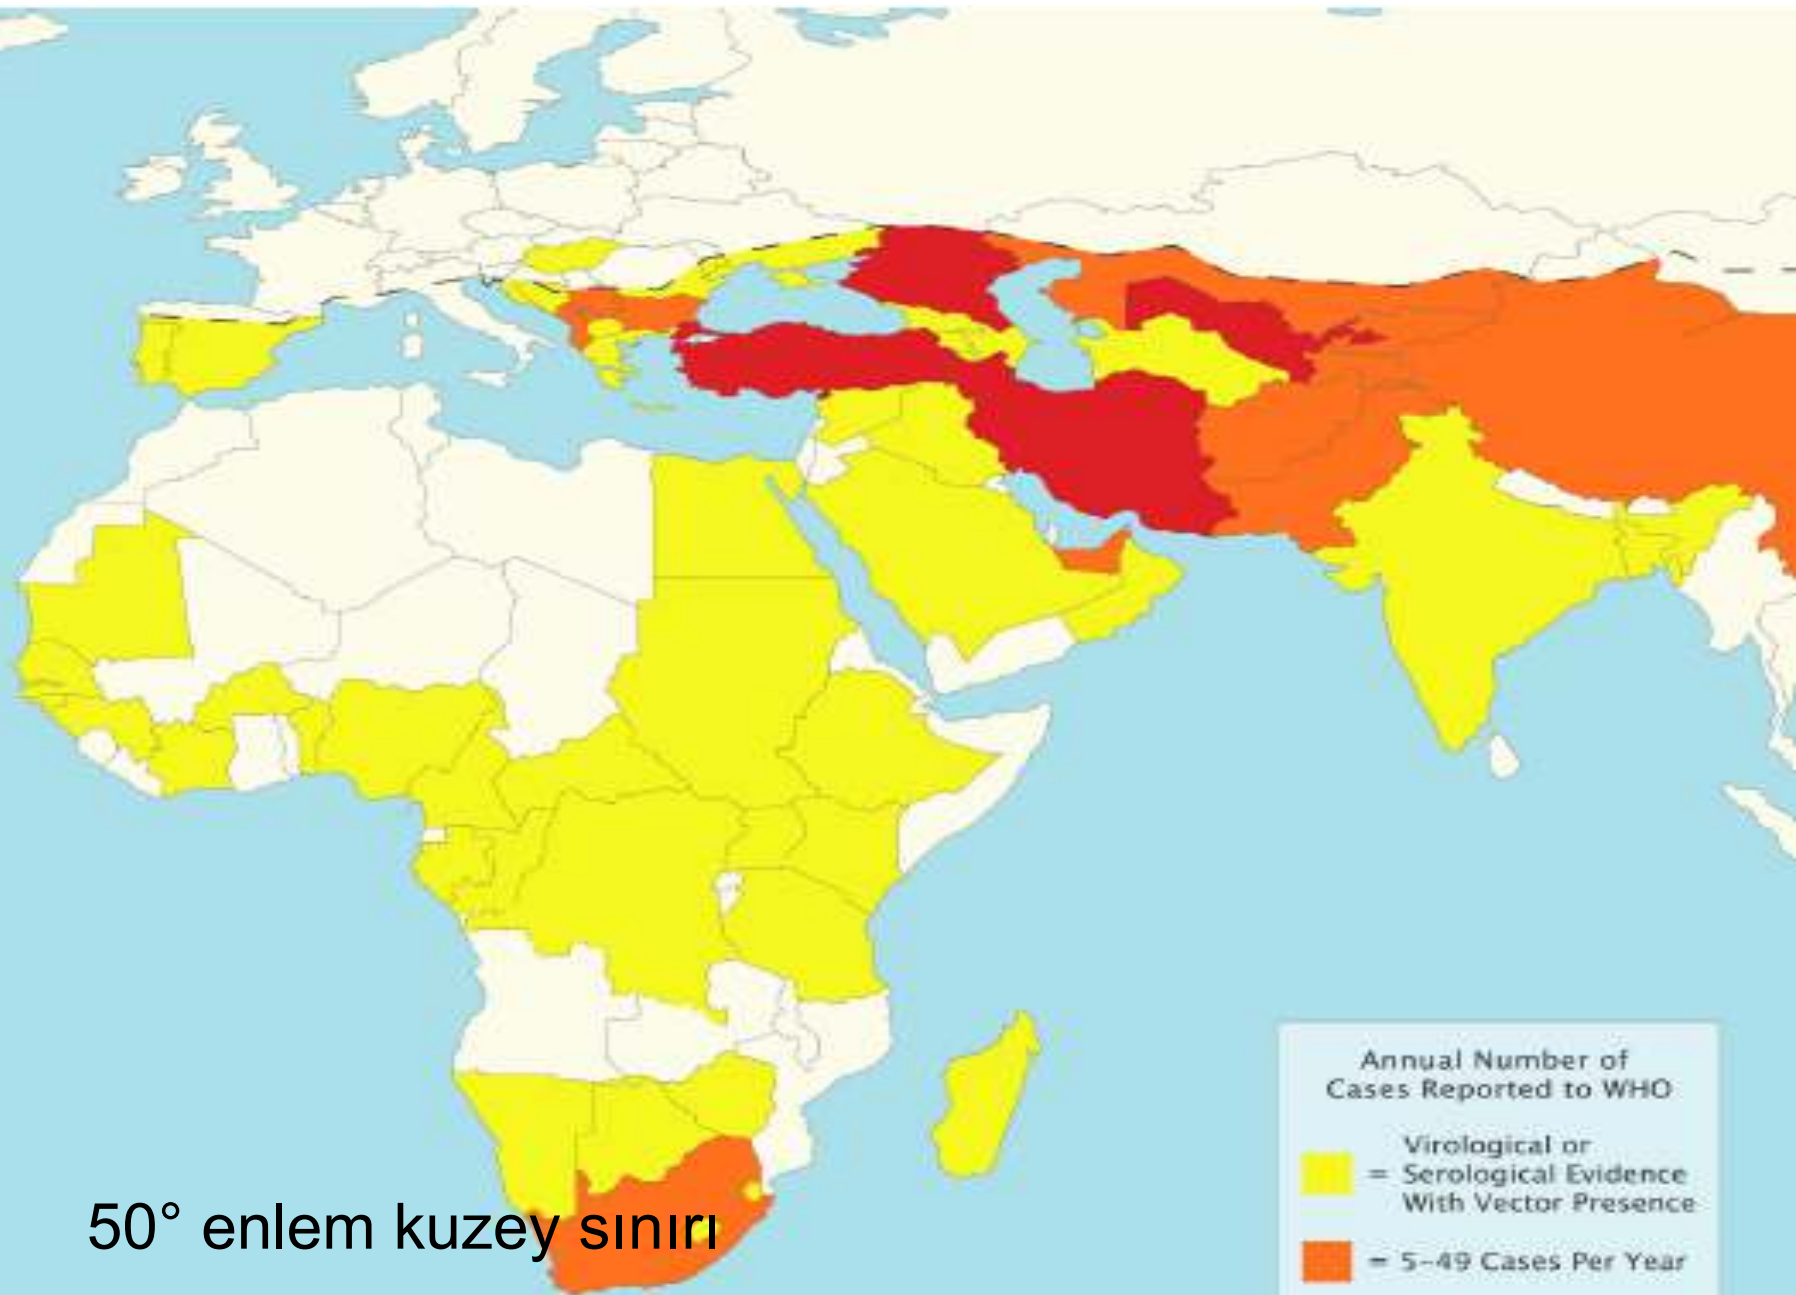 Annual Number of
Cases Reported to WHO
Virological or
= Serological Evidence
With Vector Presence
= 5-49 Cases Per Year
50° enlem kuzey sınırı